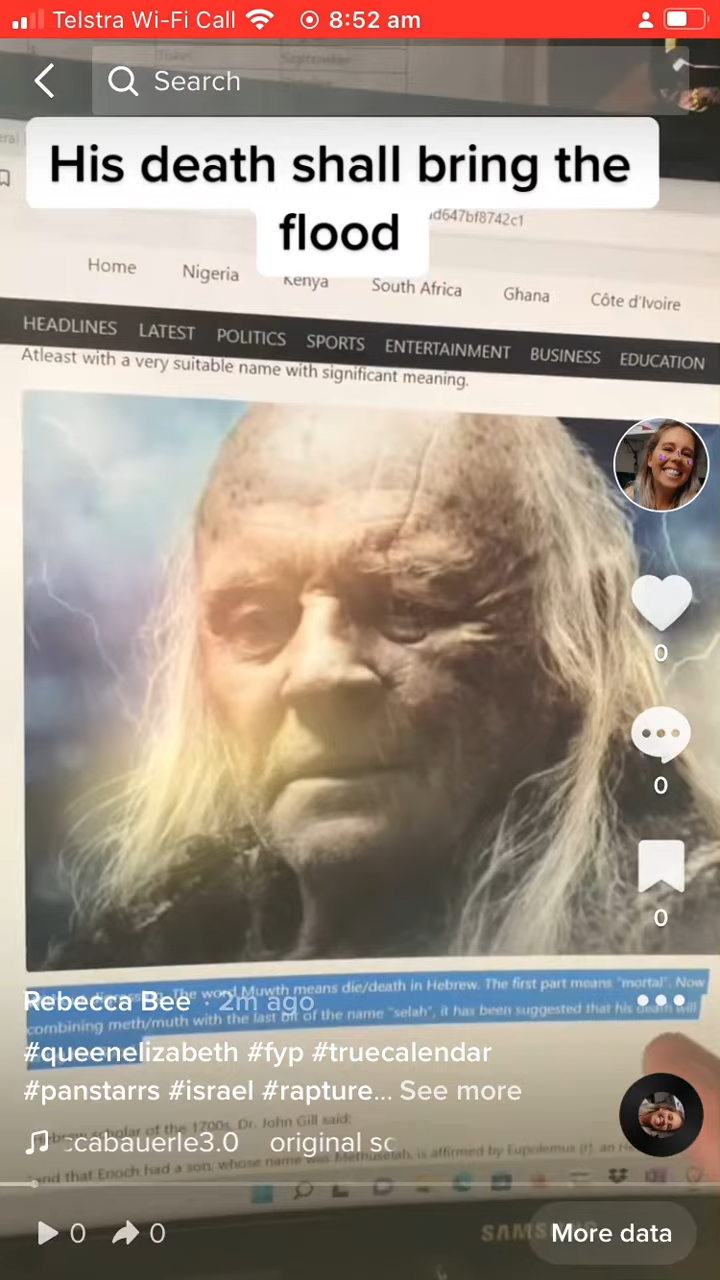 Telstra Wi-Fi Call
8:52 am
September
Search
His death shall bring the
flood
d647bf8742c1
Home Nigeria Kenya South Africa Ghana Côte d'Ivoire
HEADLINES LATEST POLITICS SPORTS ENTERTAINMENT BUSINESS EDUCATION
Atleast with a very suitable name with significant meaning.
0
0
0
The word Muwth means die/death in Hebrew. The first part means "mortal". Now
combining meth/muth with the last bit of the name "selah", it has been suggested that his death will
Rebecca Bee · 2m ago
#queenelizabeth #fyp #truecalendar
#panstarrs #israel #rapture... See more
scholar of the 1700s, Dr. John Gill said:
cabauerle3.0 original sc
and that Enoch had a son, whose name was Methuselah, is affirmed by Eupolemus (f), an
0 0
SAMS
More data